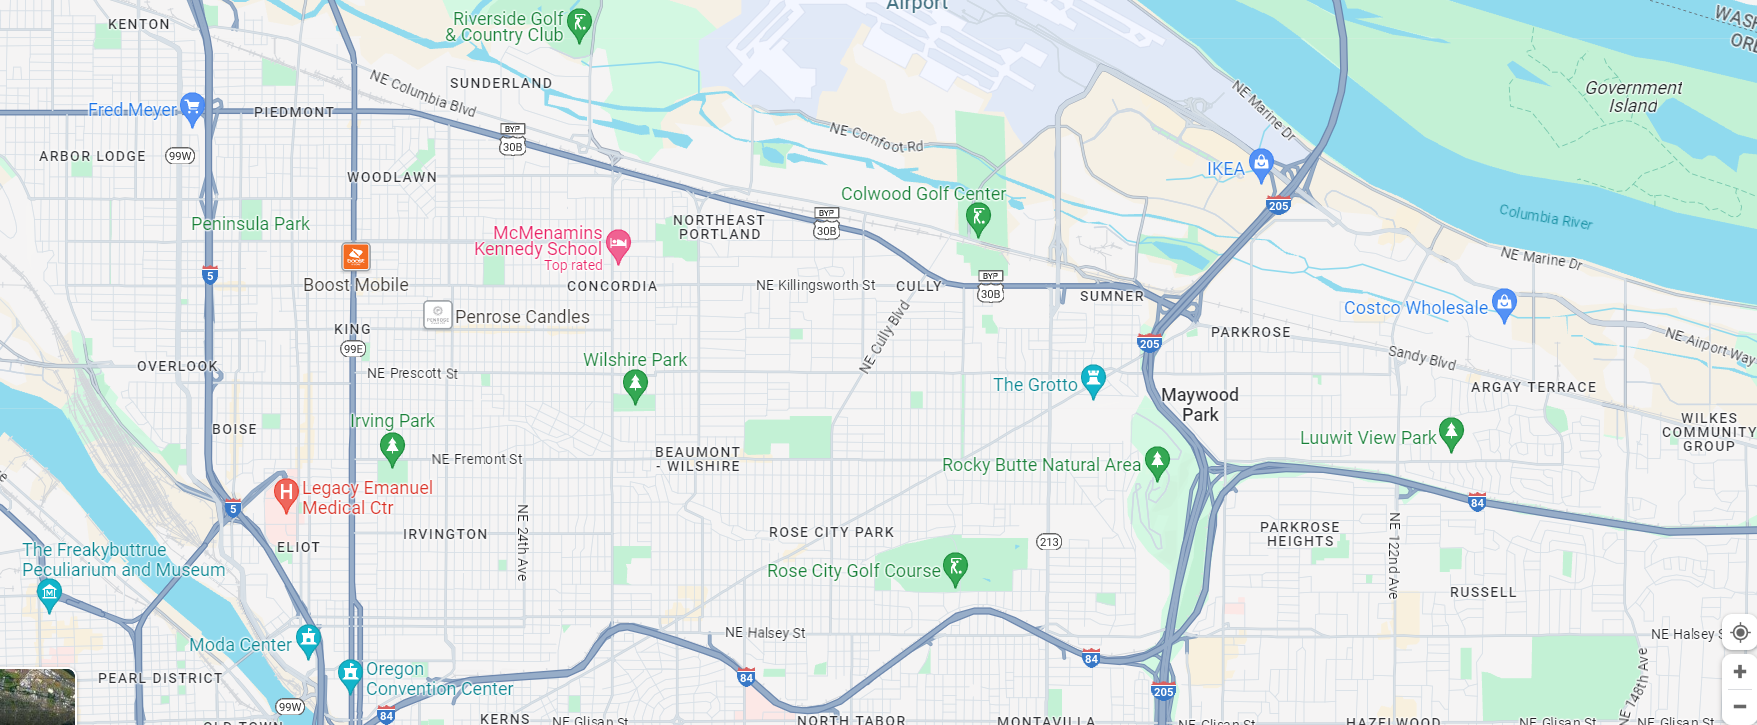 KENTON
Riverside Golf
& Country Club
Airport
NE Columbia Blvd
SUNDERLAND
NE Marine Dr
Government
Island
Fred Meyer
PIEDMONT
BYP
30B
NE Cornfoot Rd
ARBOR LODGE
99W
WOODLAWN
IKEA
205
Colwood Golf Center
Peninsula Park
McMenamins
Kennedy School
Top rated
NORTHEAST
PORTLAND
BYP
30B
Columbia River
5
Boost Mobile
CONCORDIA
NE Killingsworth St
CULLY
BYP
30B
SUMNER
NE Marine Dr
Penrose Candles
KING
99E
NE Cully Blvd
205
PARKROSE
Costco Wholesale
NE Airport Way
Sandy Blvd
OVERLOOK
NE Prescott St
Wilshire Park
The Grotto
Maywood
Park
ARGAY TERRACE
BOISE
Irving Park
WILKES
COMMUNITY
GROUP
Luuwit View Park
NE Fremont St
BEAUMONT
- WILSHIRE
Rocky Butte Natural Area
Legacy Emanuel
Medical Ctr
5
84
NE 24th Ave
IRVINGTON
ROSE CITY PARK
213
PARKROSE
HEIGHTS
NE 122nd Ave
ELIOT
The Freakybuttrue
Peculiarium and Museum
Rose City Golf Course
RUSSELL
Moda Center
NE Halsey St
NE Halsey S
84
84
205
PEARL DISTRICT
Oregon
Convention Center
99W
84
KERNS
NE Glisan St
NORTH TABOR
MONTAVILLA
NE Glisan St
HAZELWOOD
NE Glisan St
NE Glisan St
NE 148th Ave
OLD TOWN